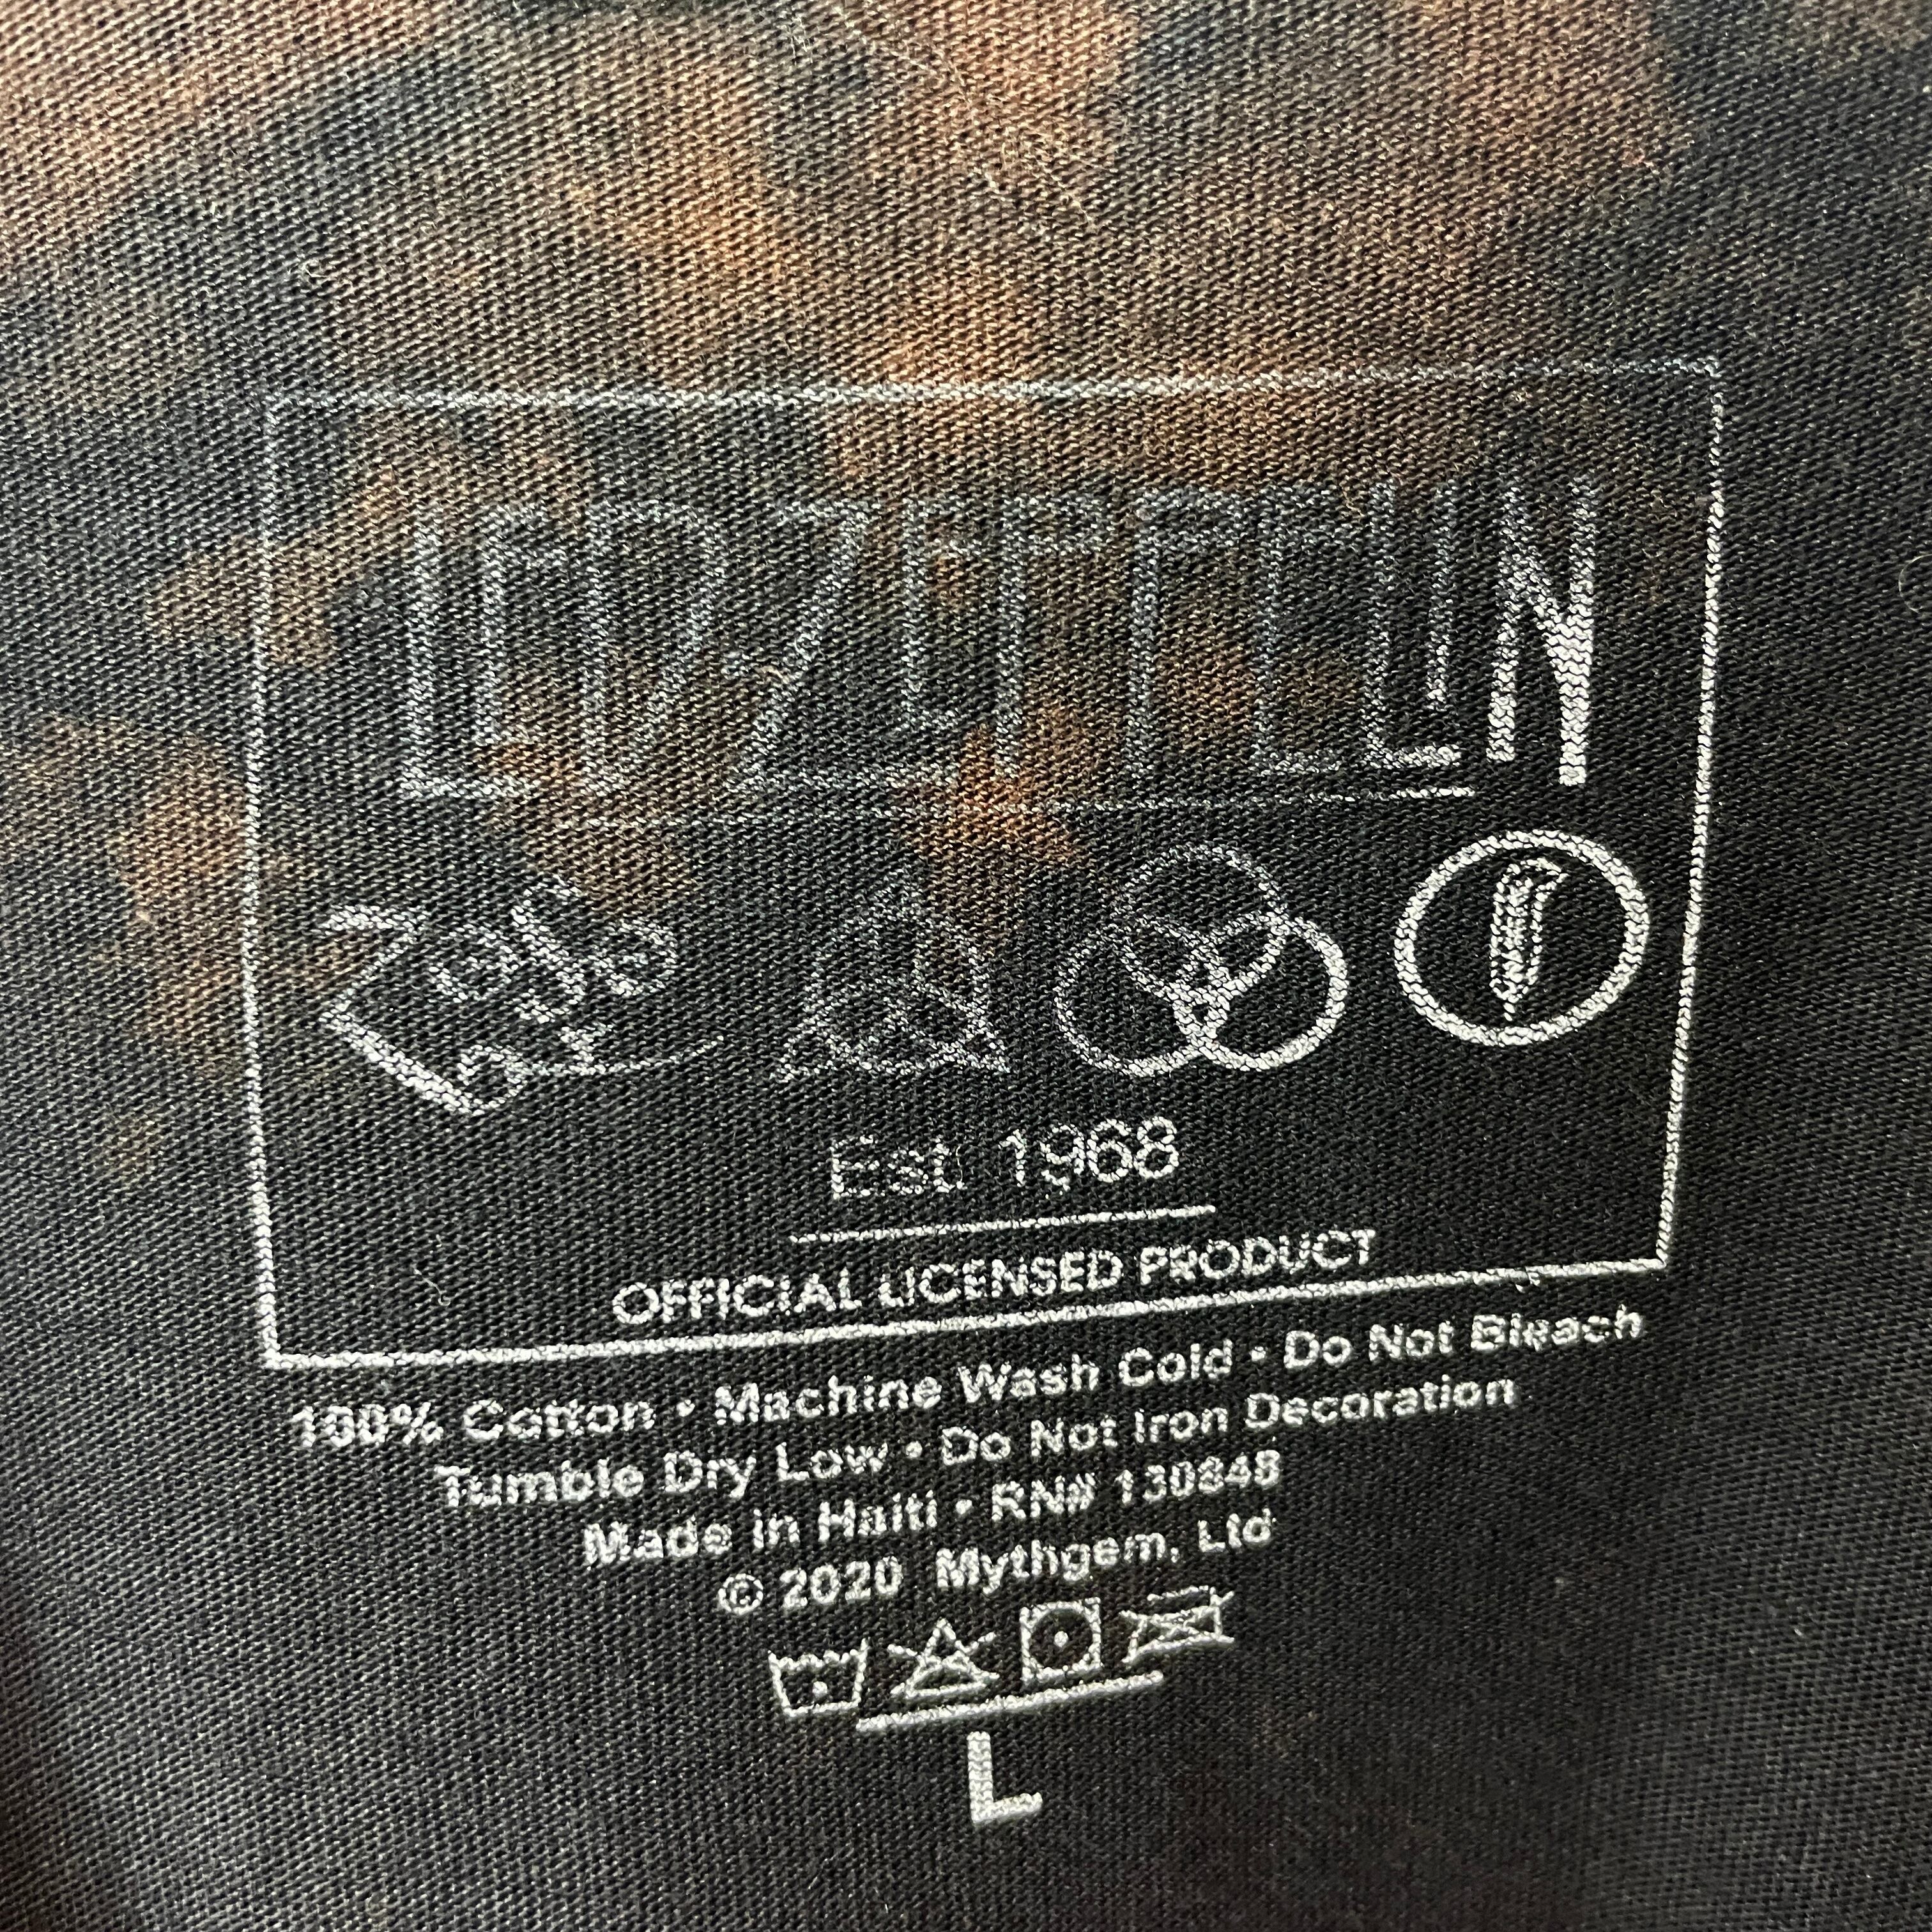 LED-ZEPPELIN
ZoSo
Est. 1968
OFFICIAL LICENSED PRODUCT
100% Cotton • Machine Wash Cold • Do Not Bleach
Tumble Dry Low • Do Not Iron Decoration
Made in Haiti • RN# 130848
© 2020 Mythgem, Ltd
L